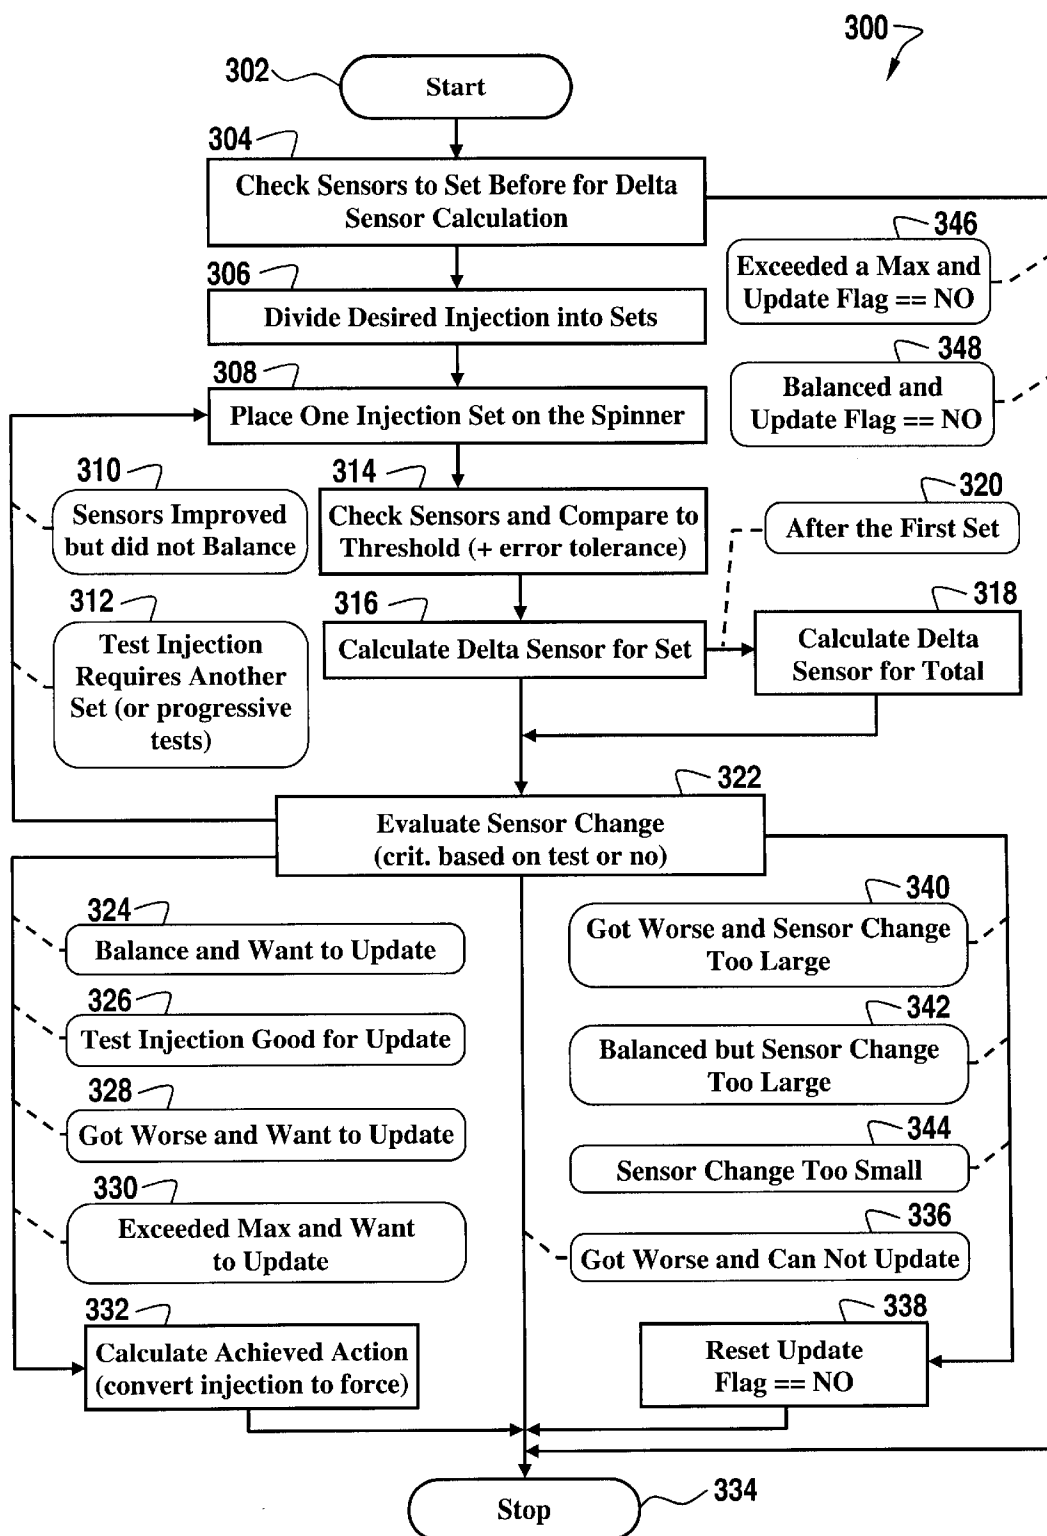 300
302
Start
304
Check Sensors to Set Before for Delta
Sensor Calculation
346
Exceeded a Max and
Update Flag == NO
306
Divide Desired Injection into Sets
348
Balanced and
Update Flag == NO
308
Place One Injection Set on the Spinner
310
Sensors Improved
but did not Balance
314
Check Sensors and Compare to
Threshold (+ error tolerance)
320
After the First Set
312
Test Injection
Requires Another
Set (or progressive
tests)
316
Calculate Delta Sensor for Set
318
Calculate Delta
Sensor for Total
322
Evaluate Sensor Change
(crit. based on test or no)
324
Balance and Want to Update
326
Test Injection Good for Update
328
Got Worse and Want to Update
330
Exceeded Max and Want
to Update
340
Got Worse and Sensor Change
Too Large
342
Balanced but Sensor Change
Too Large
344
Sensor Change Too Small
336
Got Worse and Can Not Update
332
Calculate Achieved Action
(convert injection to force)
338
Reset Update
Flag == NO
Stop
334